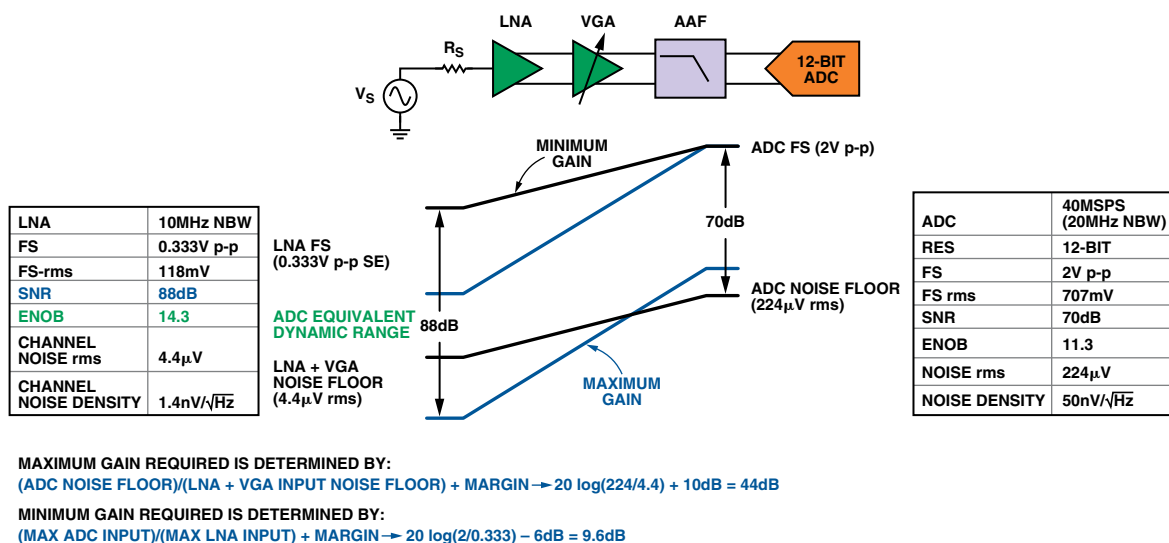 LNA
VGA
AAF
R_S
V_S
12-BIT
ADC
MINIMUM
GAIN
ADC FS (2V p-p)
70dB
LNA FS
(0.333V p-p SE)
ADC NOISE FLOOR
(224μV rms)
ADC EQUIVALENT
DYNAMIC RANGE
88dB
LNA + VGA
NOISE FLOOR
(4.4μV rms)
MAXIMUM
GAIN
LNA 10MHz NBW
FS 0.333V p-p
FS-rms 118mV
SNR 88dB
ENOB 14.3
CHANNEL
NOISE rms 4.4μV
CHANNEL
NOISE DENSITY 1.4nV/√Hz
ADC 40MSPS
(20MHz NBW)
RES 12-BIT
FS 2V p-p
FS rms 707mV
SNR 70dB
ENOB 11.3
NOISE rms 224μV
NOISE DENSITY 50nV/√Hz
MAXIMUM GAIN REQUIRED IS DETERMINED BY:
(ADC NOISE FLOOR)/(LNA + VGA INPUT NOISE FLOOR) + MARGIN → 20 log(224/4.4) + 10dB = 44dB
MINIMUM GAIN REQUIRED IS DETERMINED BY:
(MAX ADC INPUT)/(MAX LNA INPUT) + MARGIN → 20 log(2/0.333) – 6dB = 9.6dB